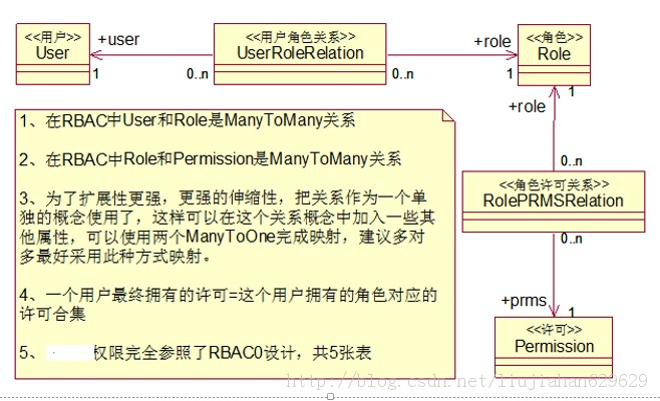 <<用户>>
User
+user
1
0..n
<<用户角色关系>>
UserRoleRelation
0..n
+role
1
<<角色>>
Role
1
+role
0..n
<<角色许可关系>>
RolePRMSRelation
0..n
+prms
1
<<许可>>
Permission
1、在RBAC中User和Role是ManyToMany关系
2、在RBAC中Role和Permission是ManyToMany关系
3、为了扩展性更强，更强的伸缩性，把关系作为一个单
独的概念使用了，这样可以在这个关系概念中加入一些其
他属性，可以使用两个ManyToOne完成映射，建议多对
多最好采用此种方式映射。
4、一个用户最终拥有的许可=这个用户拥有的角色对应的
许可合集
5、权限完全参照了RBAC0设计，共5张表
http://blog.csdn.net/liujiahan629629